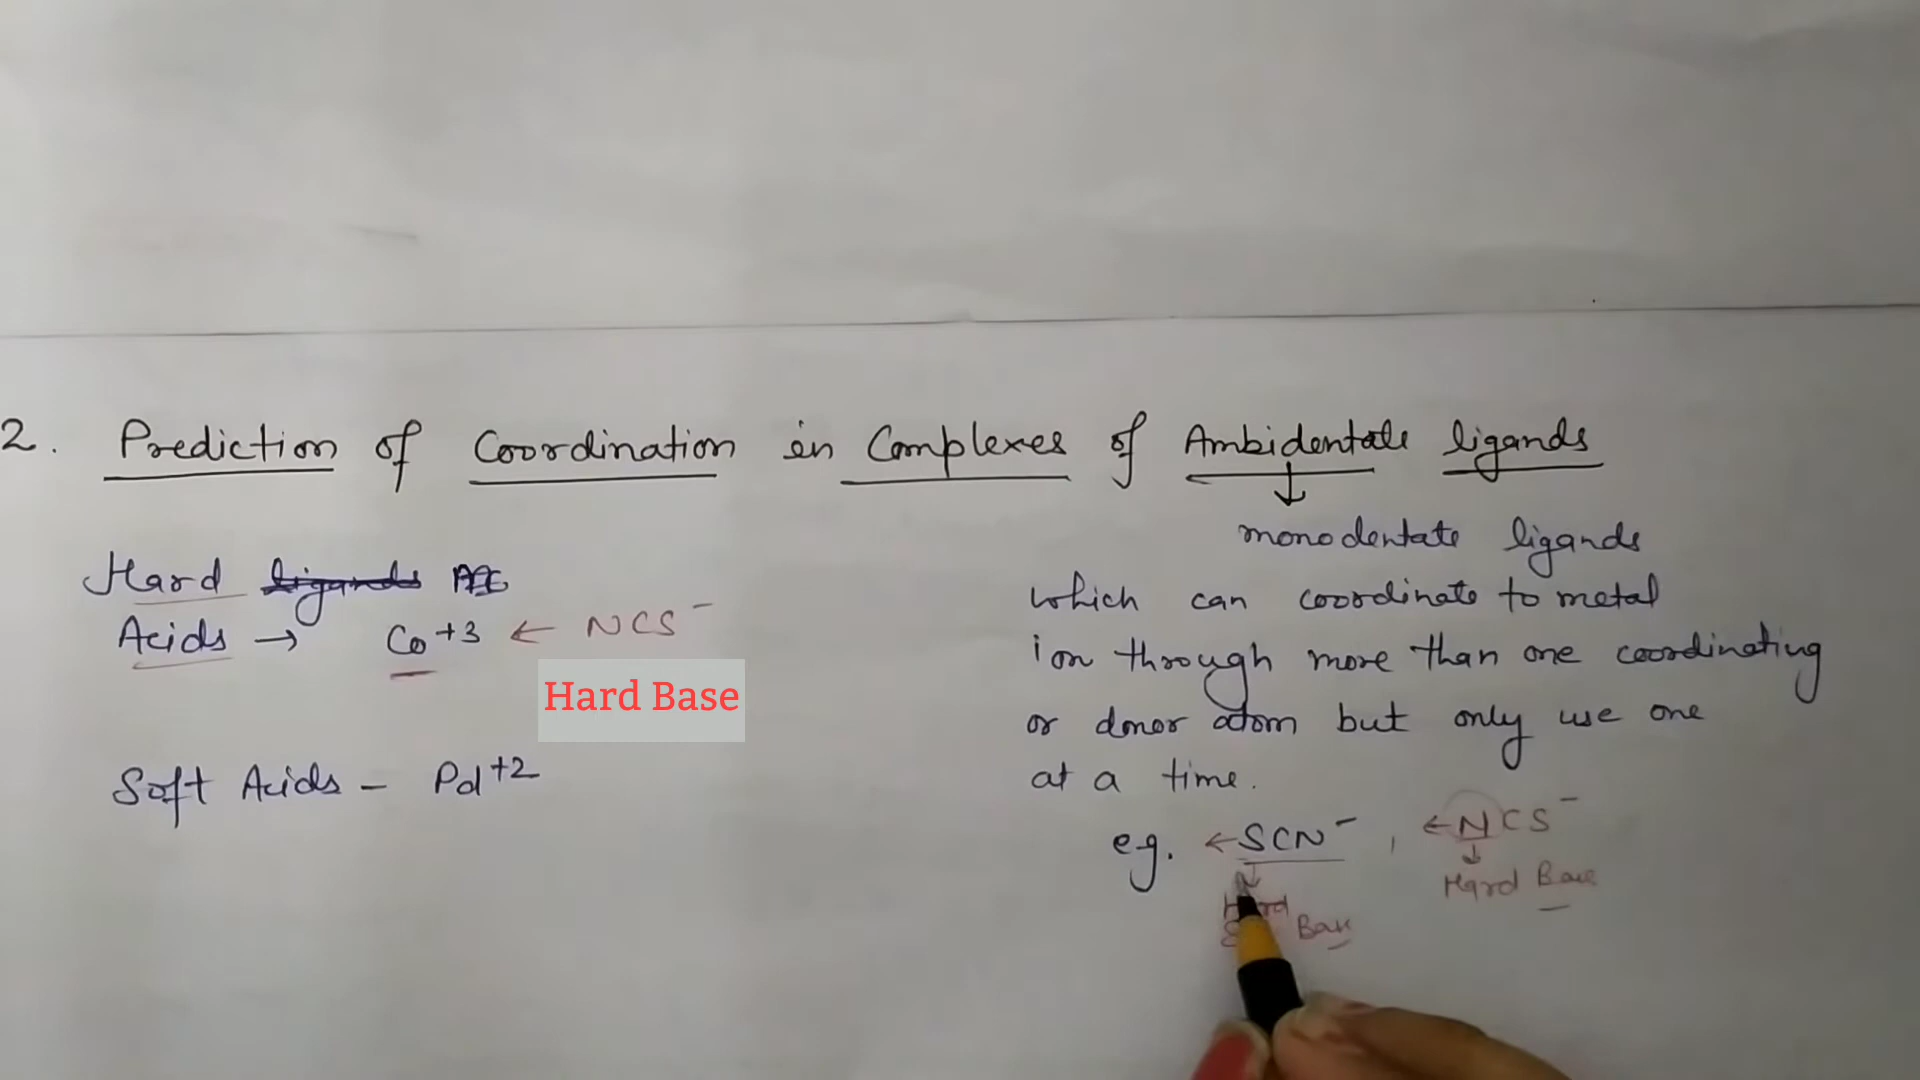 2. Prediction of Coordination in Complexes of Ambidentate ligands
↓
monodentate ligands
which can coordinate to metal
ion through more than one coordinating
or donor atom but only use one
at a time.
eg. ←SCN⁻, ←NCS⁻
↓ ↓
Hard Base
Hard
Base
Hard ligands
Acids → Co+3 ← NCS⁻
Hard Base
Soft Acids - Pd+2